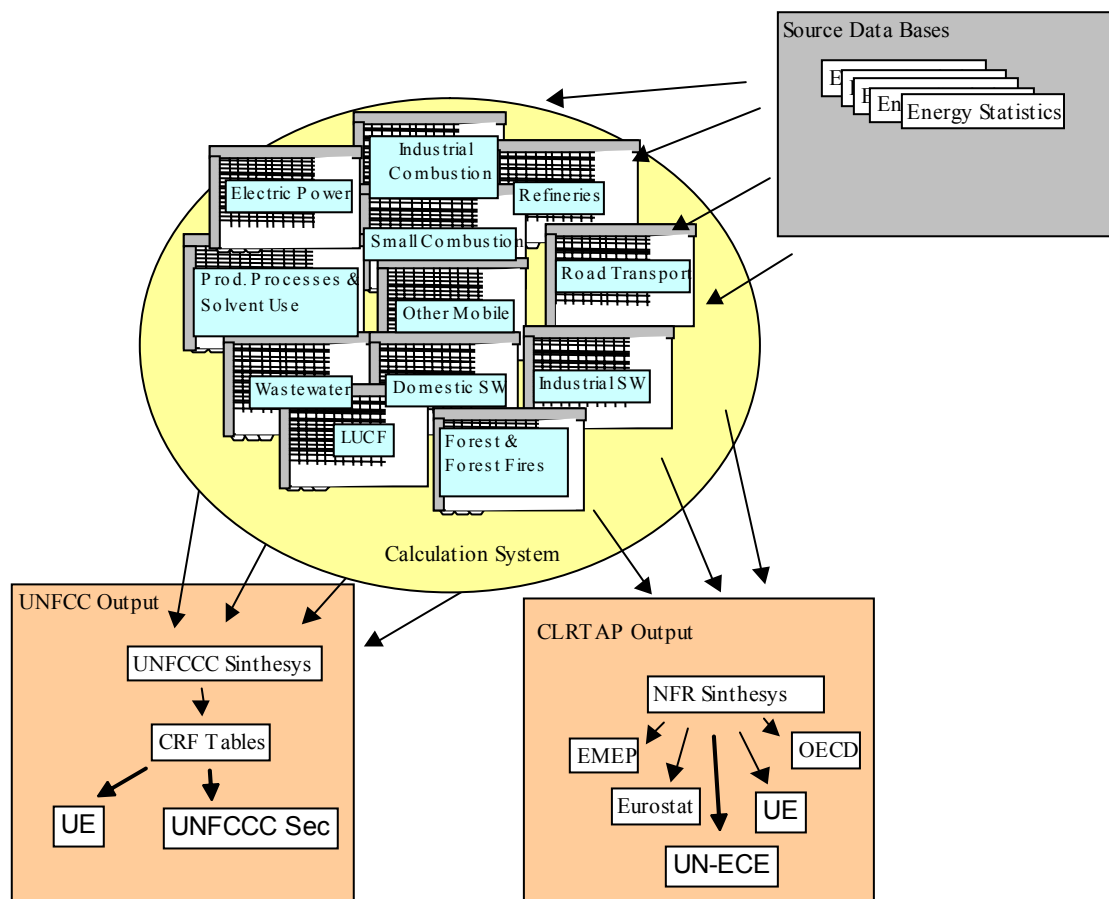 Source Data Bases
E
E
En
Energy Statistics
Industrial
Combustion
Electric Power
Refineries
Small Combustion
Road Transport
Prod. Processes &
Solvent Use
Other Mobile
Wastewater
Domestic SW
Industrial SW
LUCF
Forest &
Forest Fires
Calculation System
UNFCC Output
UNFCCC Sinthesys
CRF Tables
UE
UNFCCC Sec
CLRTAP Output
NFR Sinthesys
EMEP
OECD
Eurostat
UE
UN-ECE